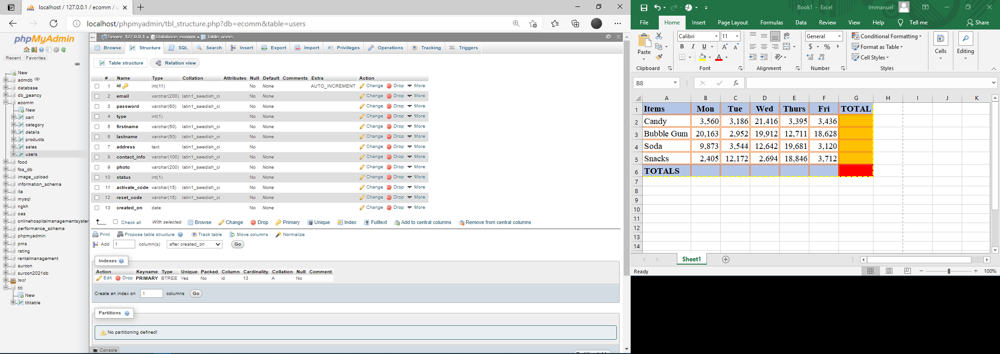 localhost / 127.0.0.1 / ecomm / u
localhost/phpmyadmin/tbl_structure.php?db=ecomm&table=users
phpMyAdmin
Recent Favorites
New
admdb
database
db_geancy
ecomm
New
cart
category
details
products
sales
users
food
fos_db
image_upload
information_schema
ita
mysql
ngkh
oas
onlinehospitalmanagementsyster
performance_schema
phpmyadmin
pms
rating
rentalmanagement
surcon
surcon2021db
test
titi
New
tititable
Server: 127.0.0.1 » Database: ecomm » Table: users
Browse Structure SQL Search Insert Export Import Privileges Operations Tracking Triggers
Table structure Relation view
# Name Type Collation Attributes Null Default Comments Extra Action
1 id int(11) No None AUTO_INCREMENT Change Drop More
2 email varchar(200) latin1_swedish_ci No None Change Drop More
3 password varchar(60) latin1_swedish_ci No None Change Drop More
4 type int(1) No None Change Drop More
5 firstname varchar(50) latin1_swedish_ci No None Change Drop More
6 lastname varchar(50) latin1_swedish_ci No None Change Drop More
7 address text latin1_swedish_ci No Change Drop More
8 contact_info varchar(100) latin1_swedish_ci No None Change Drop More
9 photo varchar(200) latin1_swedish_ci No None Change Drop More
10 status int(1) No None Change Drop More
11 activate_code varchar(15) latin1_swedish_ci No None Change Drop More
12 reset_code varchar(15) latin1_swedish_ci No None Change Drop More
13 created_on date No None Change Drop More
Check all With selected: Browse Change Drop Primary Unique Index Fulltext Add to central columns Remove from central columns
Print Propose table structure Track table Move columns Normalize
Add 1 column(s) after created_on Go
Indexes
Action Keyname Type Unique Packed Column Cardinality Collation Null Comment
Edit Drop PRIMARY BTREE Yes No id 13 A No
Create an index on 1 columns Go
Partitions
No partitioning defined!
Console
Book1 - Excel Immanuel
File Home Insert Page Layout Formulas Data Review View Help Tell me Share
Paste
Clipboard
Calibri 11
B I U
Font
ab
Alignment
General
$ % ,
Number
Conditional Formatting
Format as Table
Cell Styles
Styles
Cells
Editing
B8 fx
A B C D E F G H I J K
1 Items Mon Tue Wed Thurs Fri TOTAL
2 Candy 3,560 3,186 21,416 3,395 3,436
3 Bubble Gum 20,163 2,952 19,912 12,711 18,628
4 Soda 9,873 3,544 12,642 19,681 3,120
5 Snacks 2,405 12,172 2,694 18,846 3,712
6 TOTALS
7
8
9
10
11
12
13
14
Sheet1
Ready 100%